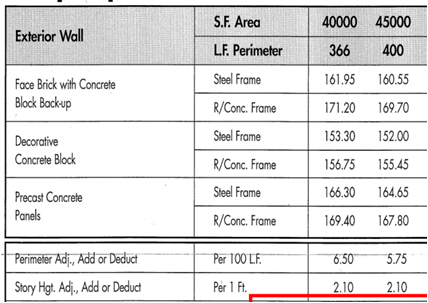 Exterior Wall S.F. Area 40000 45000
L.F. Perimeter 366 400
Face Brick with Concrete Block Back-up Steel Frame 161.95 160.55
R/Conc. Frame 171.20 169.70
Decorative Concrete Block Steel Frame 153.30 152.00
R/Conc. Frame 156.75 155.45
Precast Concrete Panels Steel Frame 166.30 164.65
R/Conc. Frame 169.40 167.80
Perimeter Adj., Add or Deduct Per 100 L.F. 6.50 5.75
Story Hgt. Adj., Add or Deduct Per 1 Ft. 2.10 2.10